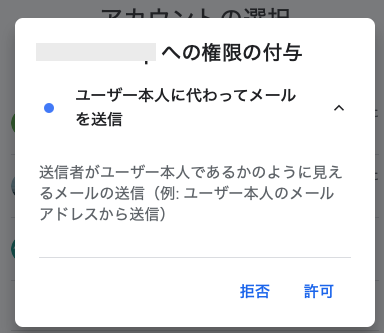 アカウントの選択
への権限の付与
ユーザー本人に代わってメール
を送信
送信者がユーザー本人であるかのように見え
るメールの送信（例: ユーザー本人のメール
アドレスから送信）
拒否
許可